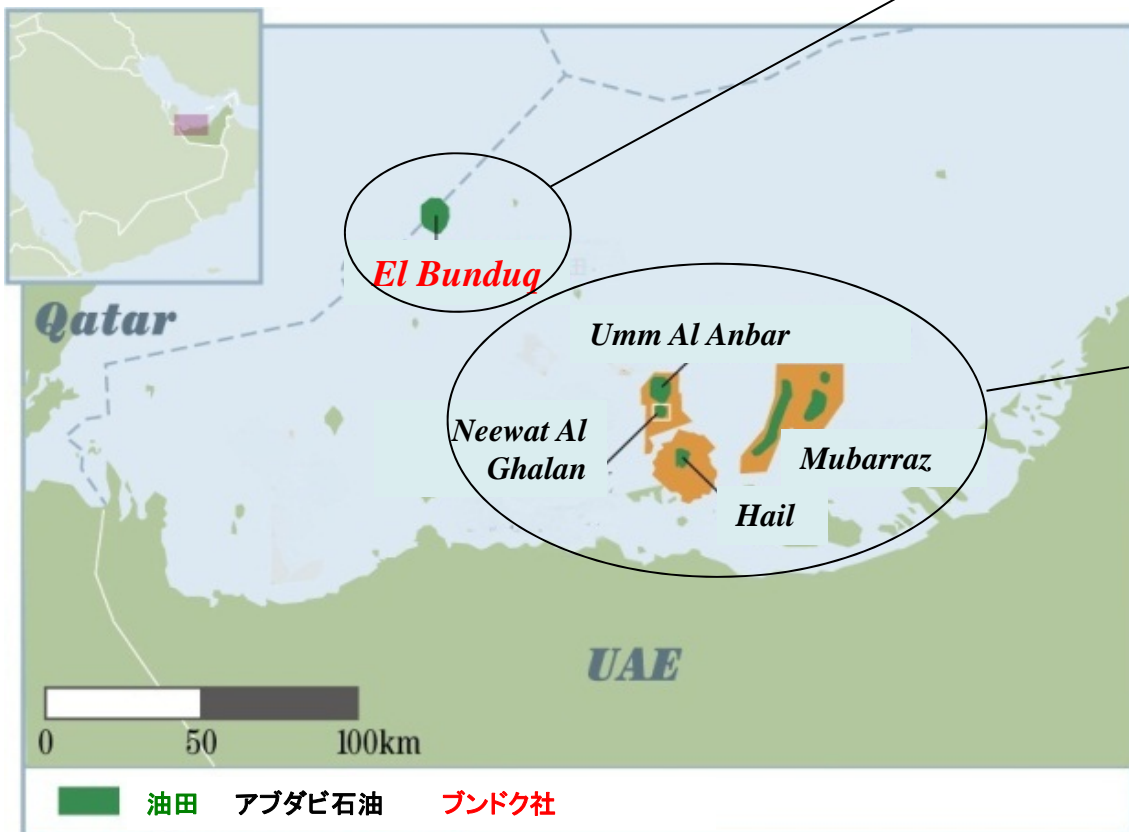 El Bunduq
Qatar
Umm Al Anbar
Neewat Al
Ghalan
Mubarraz
Hail
UAE
0 50 100km
油田 アブダビ石油 ブンドク社